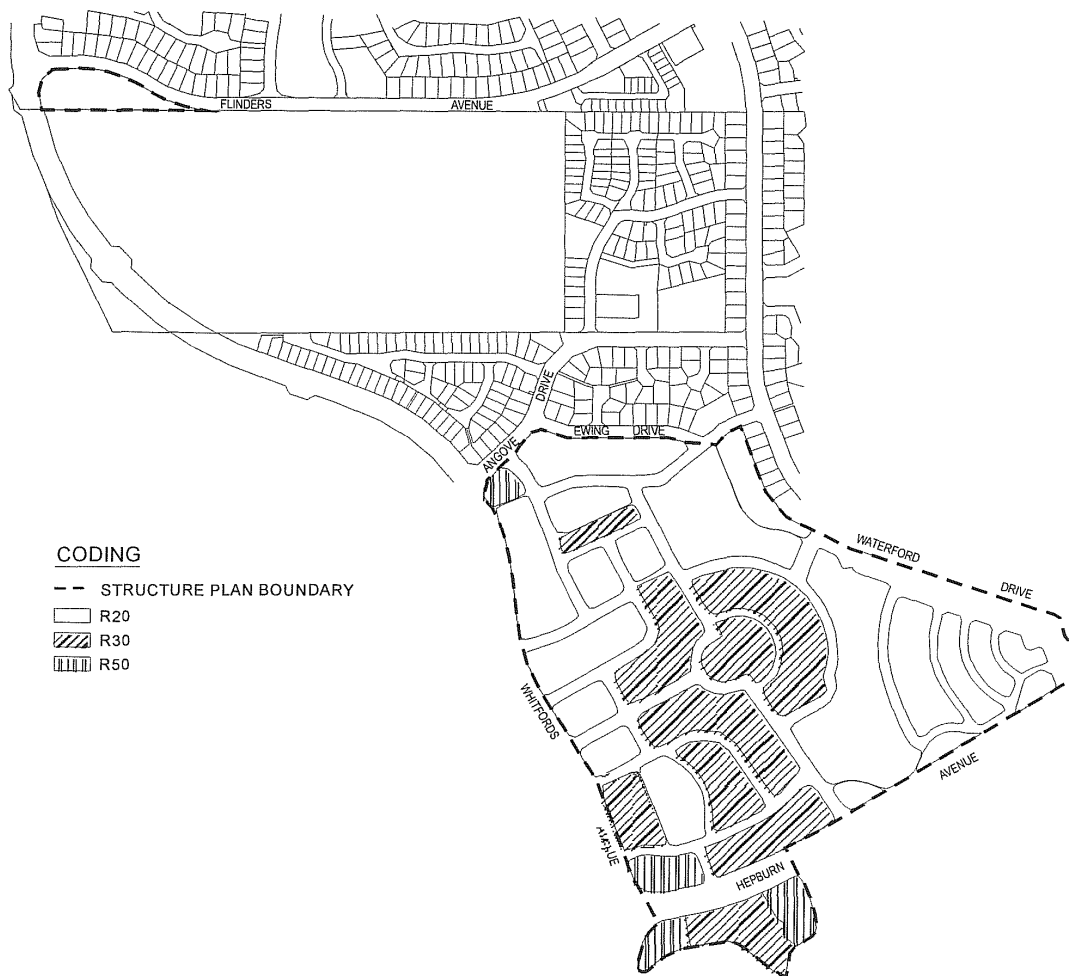 FLINDERS AVENUE
DRIVE
EWING DRIVE
ANGOVE
CODING
STRUCTURE PLAN BOUNDARY
R20
R30
R50
WATERFORD
DRIVE
WHITFORDS
AVENUE
AVENUE
HEPBURN